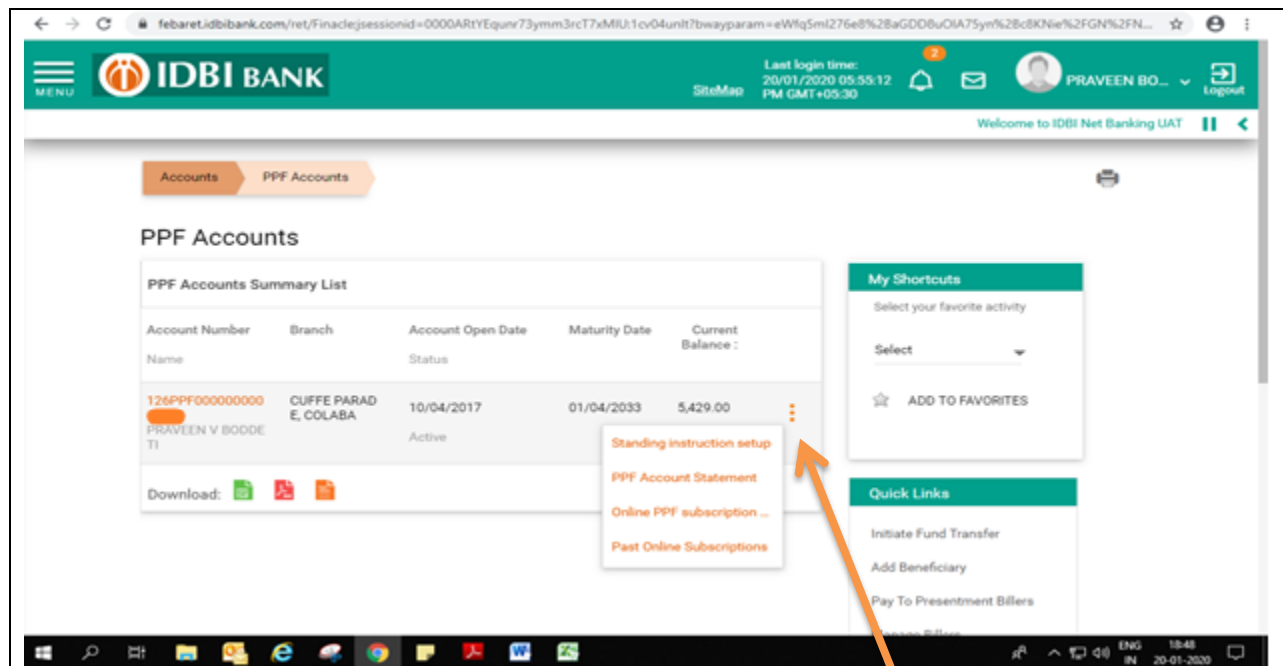 febaret.idbibank.com/ret/Finacle;jsessionid=0000ARtYEqunr73ymm3rcT7xMlU:1cv04unlt?bwayparam=eWfq5ml276e8%2BaGDD8uOIA75yn%2Bc8KNie%2FGN%2FN...
MENU
IDBI BANK
SiteMap
Last login time:
20/01/2020 05:55:12
PM GMT+05:30
2
PRAVEEN BO...
Logout
Welcome to IDBI Net Banking UAT
Accounts
PPF Accounts
PPF Accounts
PPF Accounts Summary List
Account Number Branch Account Open Date Maturity Date Current
Balance :
Name Status
126PPF000000000 CUFFE PARAD 10/04/2017 01/04/2033 5,429.00
E, COLABA
PRAVEEN V BODDE Active
TI
Standing instruction setup
PPF Account Statement
Online PPF subscription ...
Past Online Subscriptions
Download:
My Shortcuts
Select your favorite activity
Select
ADD TO FAVORITES
Quick Links
Initiate Fund Transfer
Add Beneficiary
Pay To Presentment Billers
Manage Billers
ENG 18:48
IN 20-01-2020